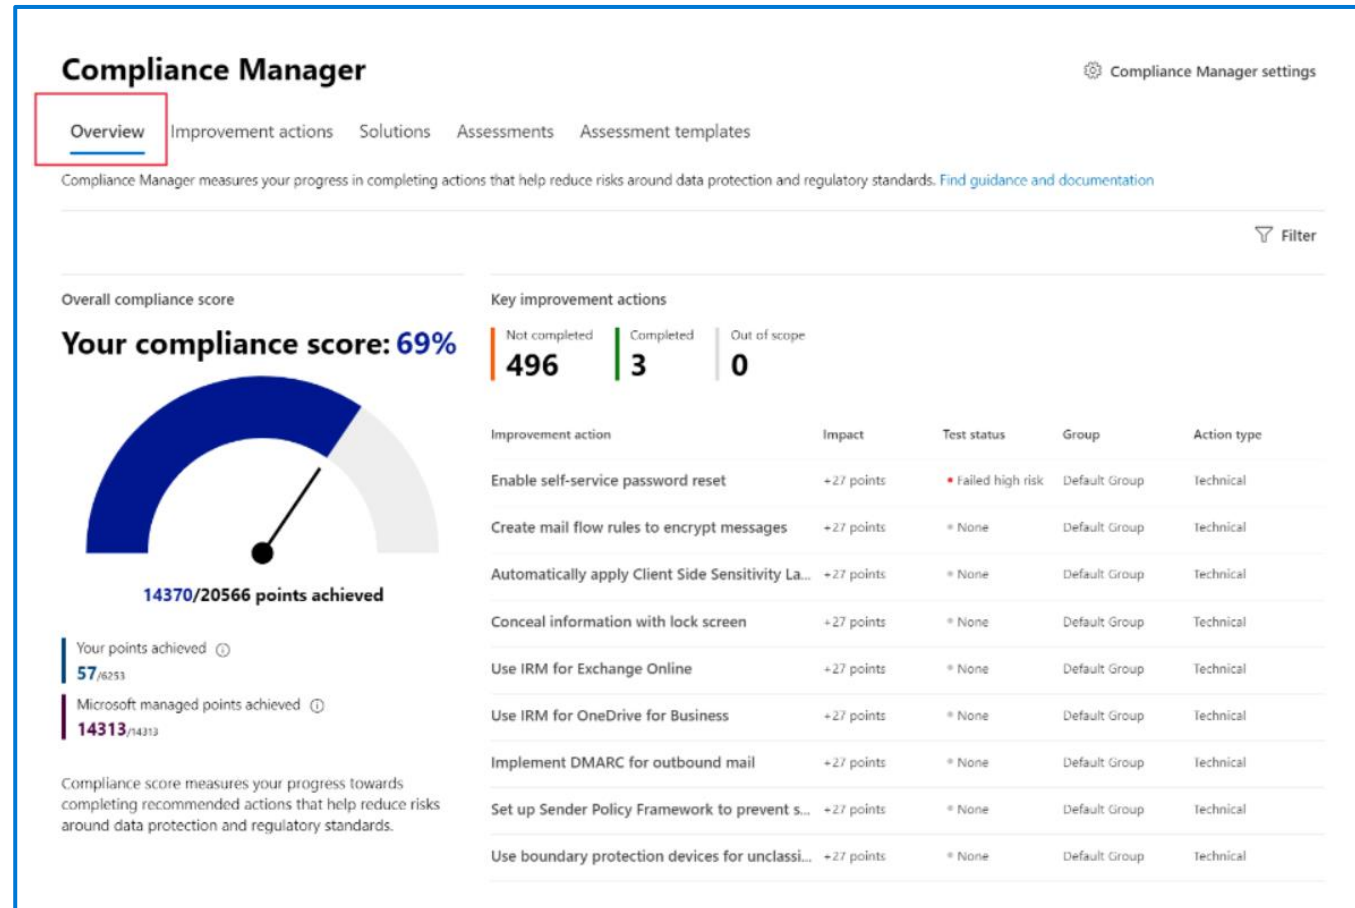 Compliance Manager
Compliance Manager settings
Overview Improvement actions Solutions Assessments Assessment templates
Compliance Manager measures your progress in completing actions that help reduce risks around data protection and regulatory standards. Find guidance and documentation
Filter
Overall compliance score
Your compliance score: 69%
14370/20566 points achieved
Your points achieved
57/6253
Microsoft managed points achieved
14313/14313
Compliance score measures your progress towards
completing recommended actions that help reduce risks
around data protection and regulatory standards.
Key improvement actions
Not completed Completed Out of scope
496 3 0
Improvement action Impact Test status Group Action type
Enable self-service password reset +27 points Failed high risk Default Group Technical
Create mail flow rules to encrypt messages +27 points None Default Group Technical
Automatically apply Client Side Sensitivity La... +27 points None Default Group Technical
Conceal information with lock screen +27 points None Default Group Technical
Use IRM for Exchange Online +27 points None Default Group Technical
Use IRM for OneDrive for Business +27 points None Default Group Technical
Implement DMARC for outbound mail +27 points None Default Group Technical
Set up Sender Policy Framework to prevent s... +27 points None Default Group Technical
Use boundary protection devices for unclassi... +27 points None Default Group Technical